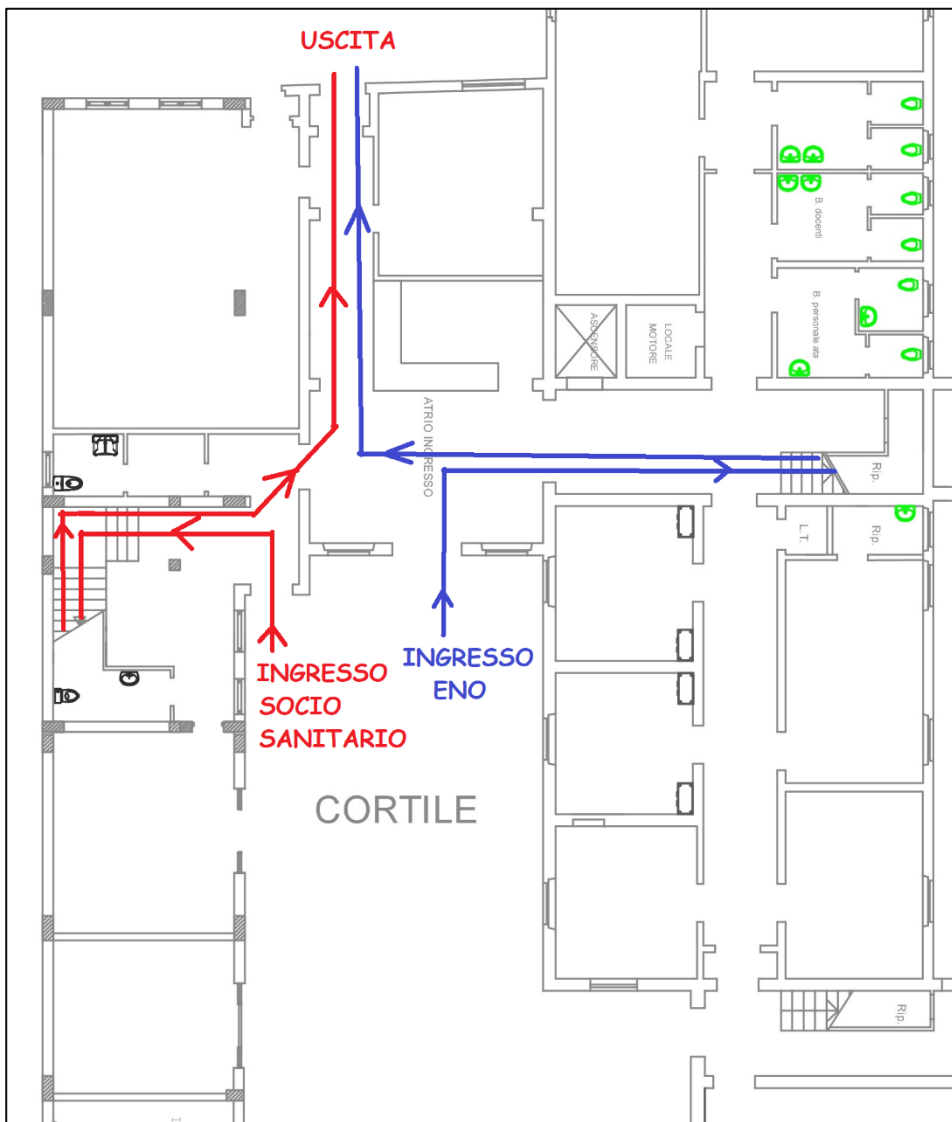 USCITA
B. docenti
B. personale ata
ASCENSORE
LOCALE
MOTORE
ATRIO INGRESSO
Rip.
L.T.
Rip.
INGRESSO
SOCIO
SANITARIO
INGRESSO
ENO
CORTILE
Rip.